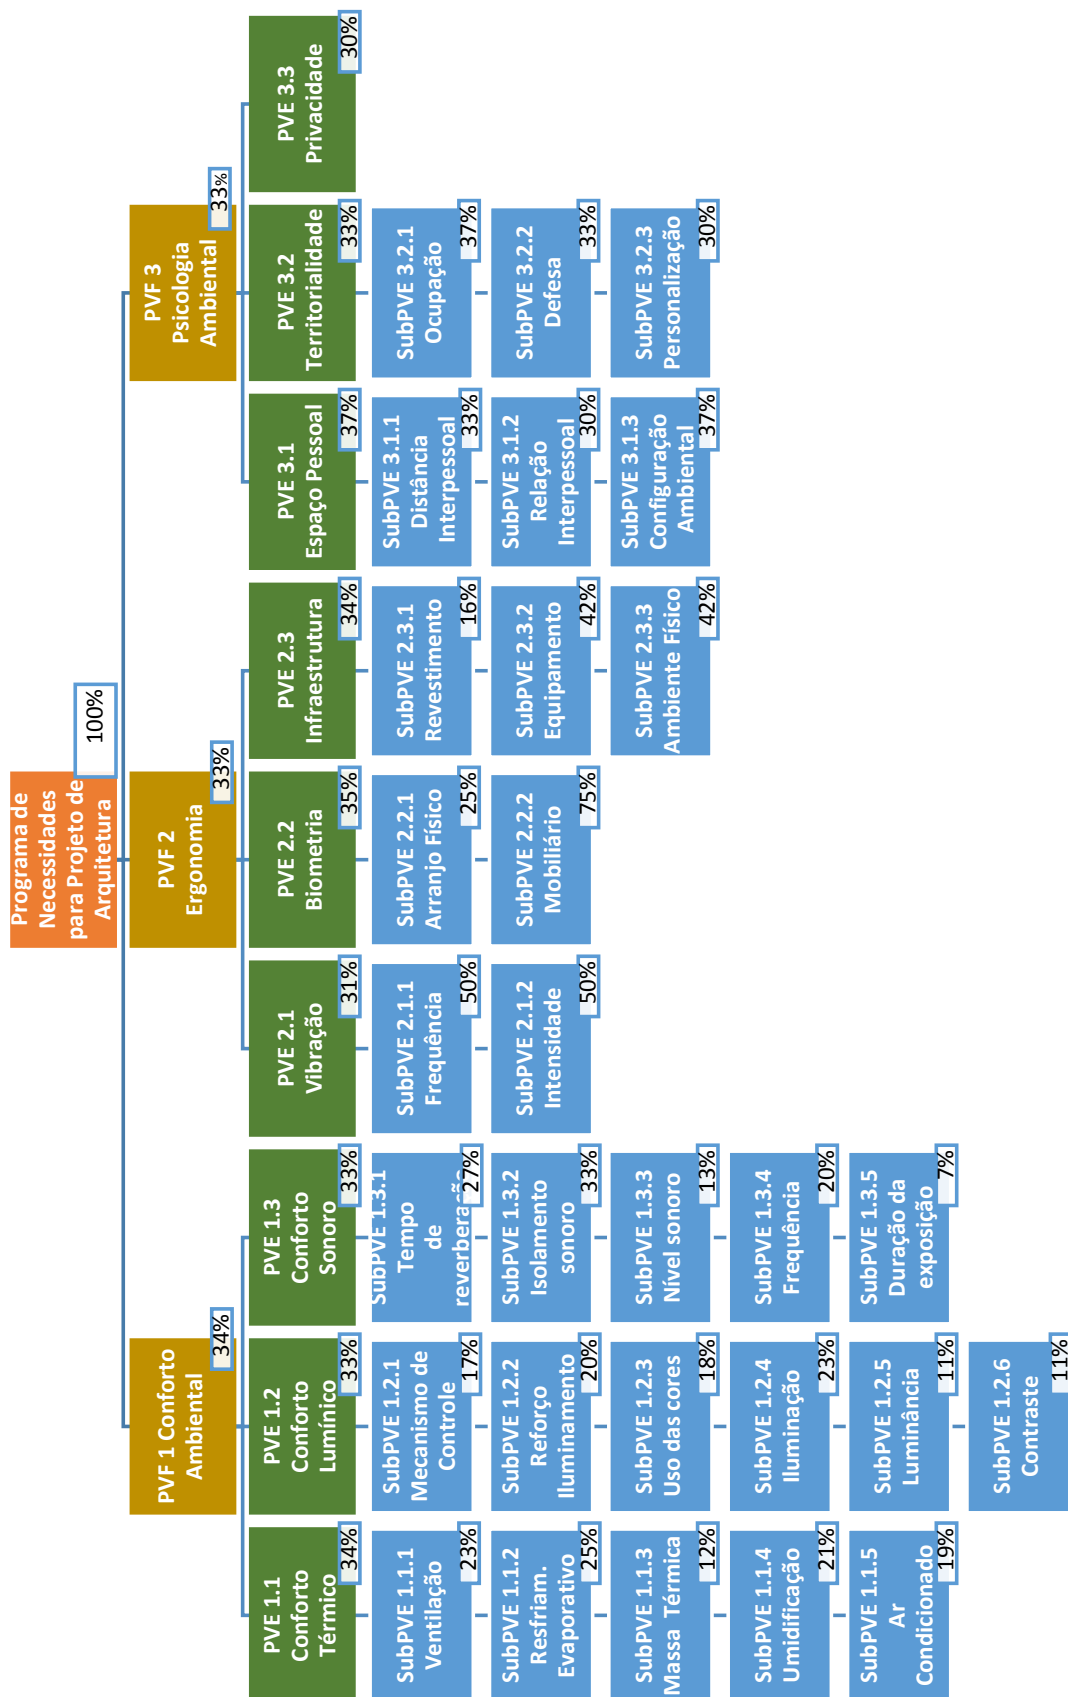 Programa de
Necessidades
para Projeto de
Arquitetura
100%
PVF 1 Conforto
Ambiental
34%
PVF 2
Ergonomia
33%
PVF 3
Psicologia
Ambiental
33%
PVE 1.1
Conforto
Térmico
34%
PVE 1.2
Conforto
Lumínico
33%
PVE 1.3
Conforto
Sonoro
33%
PVE 2.1
Vibração
31%
PVE 2.2
Biometria
35%
PVE 2.3
Infraestrutura
34%
PVE 3.1
Espaço Pessoal
37%
PVE 3.2
Territorialidade
33%
PVE 3.3
Privacidade
30%
SubPVE 1.1.1
Ventilação
23%
SubPVE 1.2.1
Mecanismo de
Controle
17%
SubPVE 1.3.1
Tempo
de
reverberação
27%
SubPVE 2.1.1
Frequência
50%
SubPVE 2.2.1
Arranjo Físico
25%
SubPVE 2.3.1
Revestimento
16%
SubPVE 3.1.1
Distância
Interpessoal
33%
SubPVE 3.2.1
Ocupação
37%
SubPVE 1.1.2
Resfriam.
Evaporativo
25%
SubPVE 1.2.2
Reforço
Iluminamento
20%
SubPVE 1.3.2
Isolamento
sonoro
33%
SubPVE 2.1.2
Intensidade
50%
SubPVE 2.2.2
Mobiliário
75%
SubPVE 2.3.2
Equipamento
42%
SubPVE 3.1.2
Relação
Interpessoal
30%
SubPVE 3.2.2
Defesa
33%
SubPVE 1.1.3
Massa Térmica
12%
SubPVE 1.2.3
Uso das cores
18%
SubPVE 1.3.3
Nível sonoro
13%
SubPVE 2.3.3
Ambiente Físico
42%
SubPVE 3.1.3
Configuração
Ambiental
37%
SubPVE 3.2.3
Personalização
30%
SubPVE 1.1.4
Umidificação
21%
SubPVE 1.2.4
Iluminação
23%
SubPVE 1.3.4
Frequência
20%
SubPVE 1.1.5
Ar
Condicionado
19%
SubPVE 1.2.5
Luminância
11%
SubPVE 1.3.5
Duração da
exposição
7%
SubPVE 1.2.6
Contraste
11%